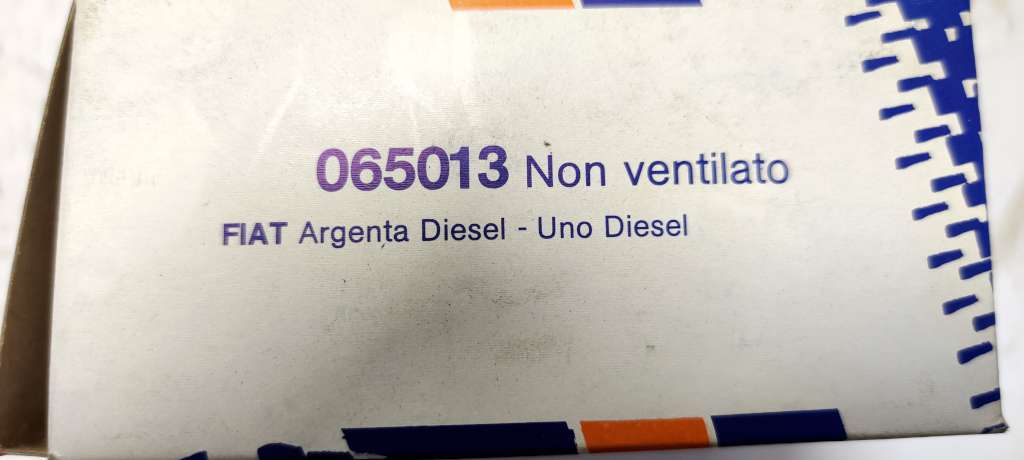 065013 Non ventilato
FIAT Argenta Diesel - Uno Diesel